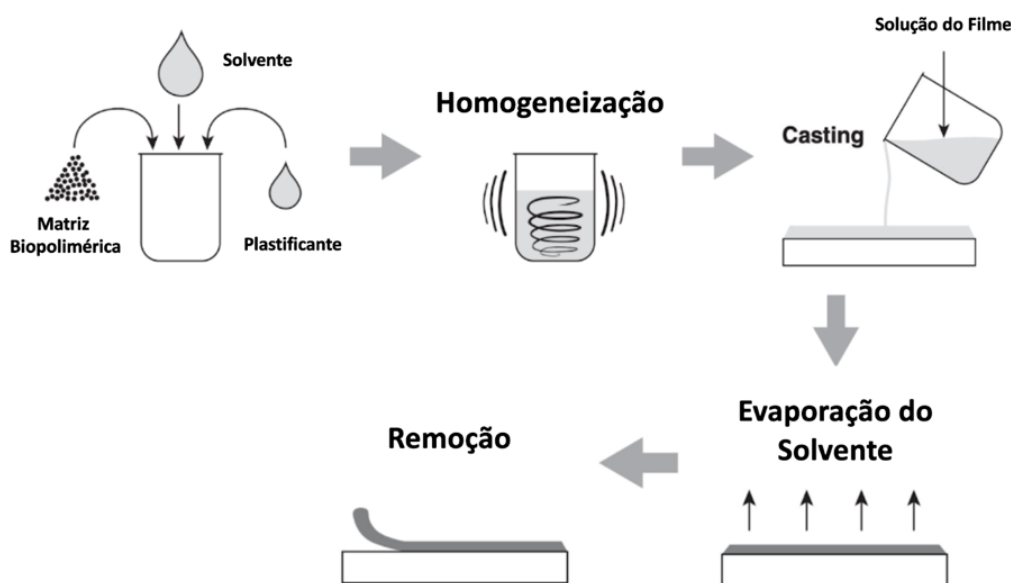 Solvente
Matriz
Biopolimérica
Plastificante
Homogeneização
Solução do Filme
Casting
Evaporação do
Solvente
Remoção